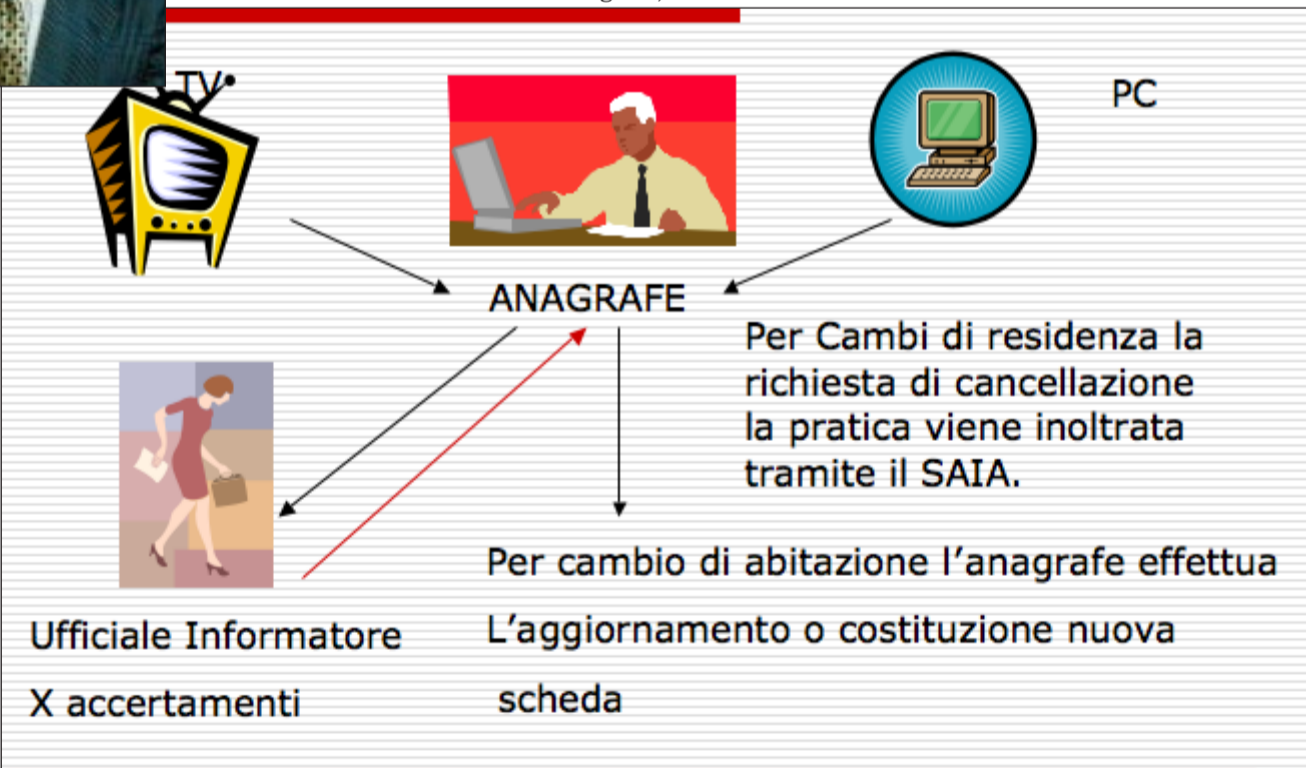 TV•
PC
ANAGRAFE
Per Cambi di residenza la
richiesta di cancellazione
la pratica viene inoltrata
tramite il SAIA.
Per cambio di abitazione l'anagrafe effettua
L'aggiornamento o costituzione nuova
scheda
Ufficiale Informatore
X accertamenti